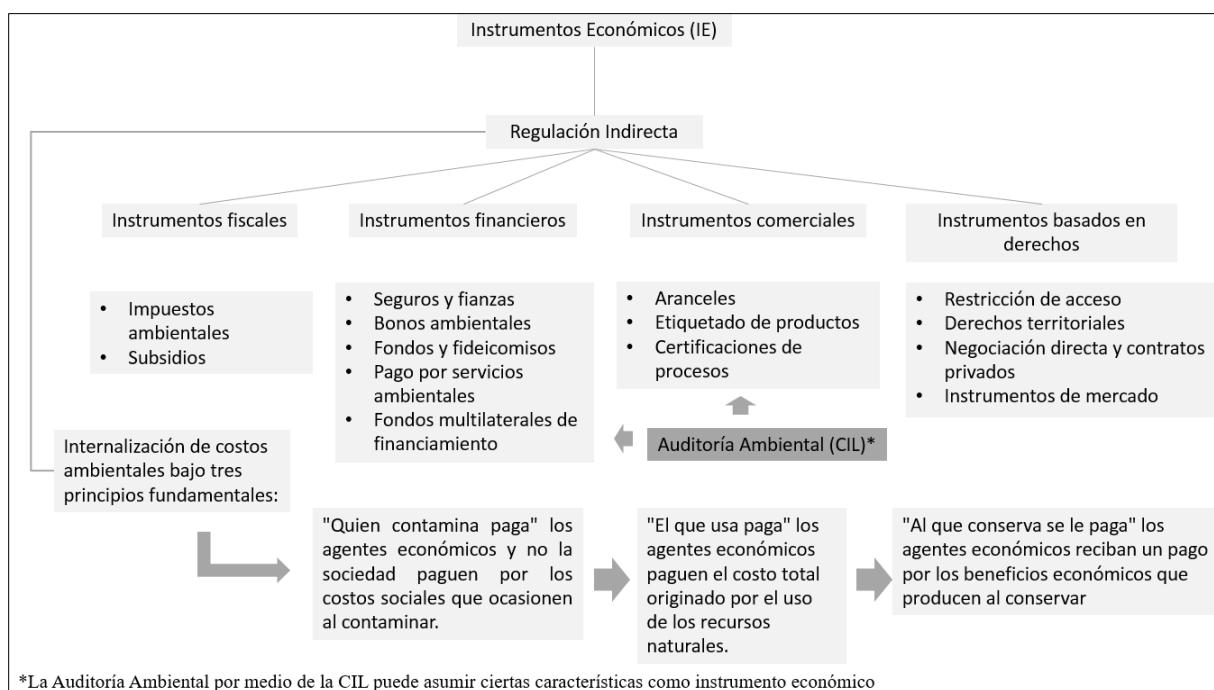 Instrumentos Económicos (IE)
Regulación Indirecta
Instrumentos fiscales
Instrumentos financieros
Instrumentos comerciales
Instrumentos basados en
derechos
• Impuestos
ambientales
• Subsidios
• Seguros y fianzas
• Bonos ambientales
• Fondos y fideicomisos
• Pago por servicios
ambientales
• Fondos multilaterales de
financiamiento
• Aranceles
• Etiquetado de productos
• Certificaciones de
procesos
• Restricción de acceso
• Derechos territoriales
• Negociación directa y contratos
privados
• Instrumentos de mercado
Auditoría Ambiental (CIL)*
Internalización de costos
ambientales bajo tres
principios fundamentales:
"Quien contamina paga" los
agentes económicos y no la
sociedad paguen por los
costos sociales que ocasionen
al contaminar.
"El que usa paga" los
agentes económicos
paguen el costo total
originado por el uso
de los recursos
naturales.
"Al que conserva se le paga" los
agentes económicos reciban un pago
por los beneficios económicos que
producen al conservar
*La Auditoría Ambiental por medio de la CIL puede asumir ciertas características como instrumento económico